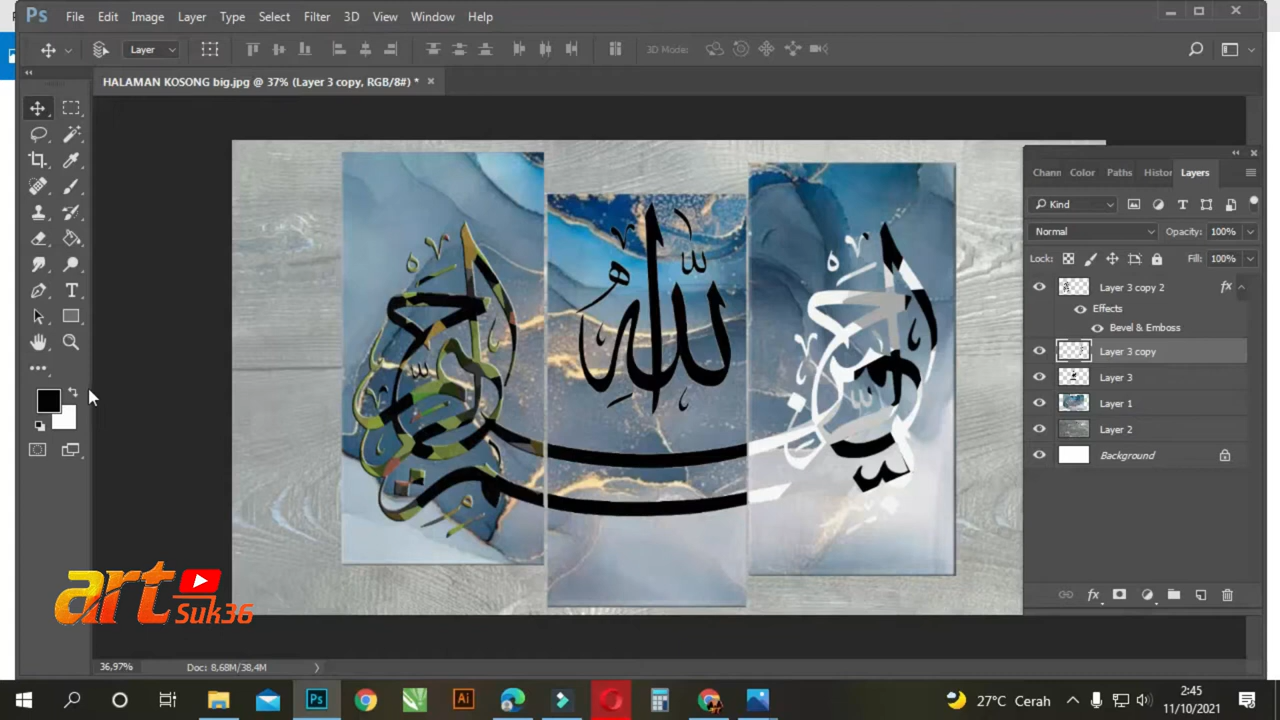 Ps File Edit Image Layer Type Select Filter 3D View Window Help
Layer 3D Mode:
HALAMAN KOSONG big.jpg @ 37% (Layer 3 copy, RGB/8#) *
Chann Color Paths Histor Layers
Kind
Normal Opacity: 100%
Lock: Fill: 100%
Layer 3 copy 2 fx
Effects
Bevel & Emboss
Layer 3 copy
Layer 3
Layer 1
Layer 2
Background
fx
الله
art
Suk36
36,97% Doc: 8,68M/38,4M
Ps Ai 27°C Cerah 2:45
11/10/2021